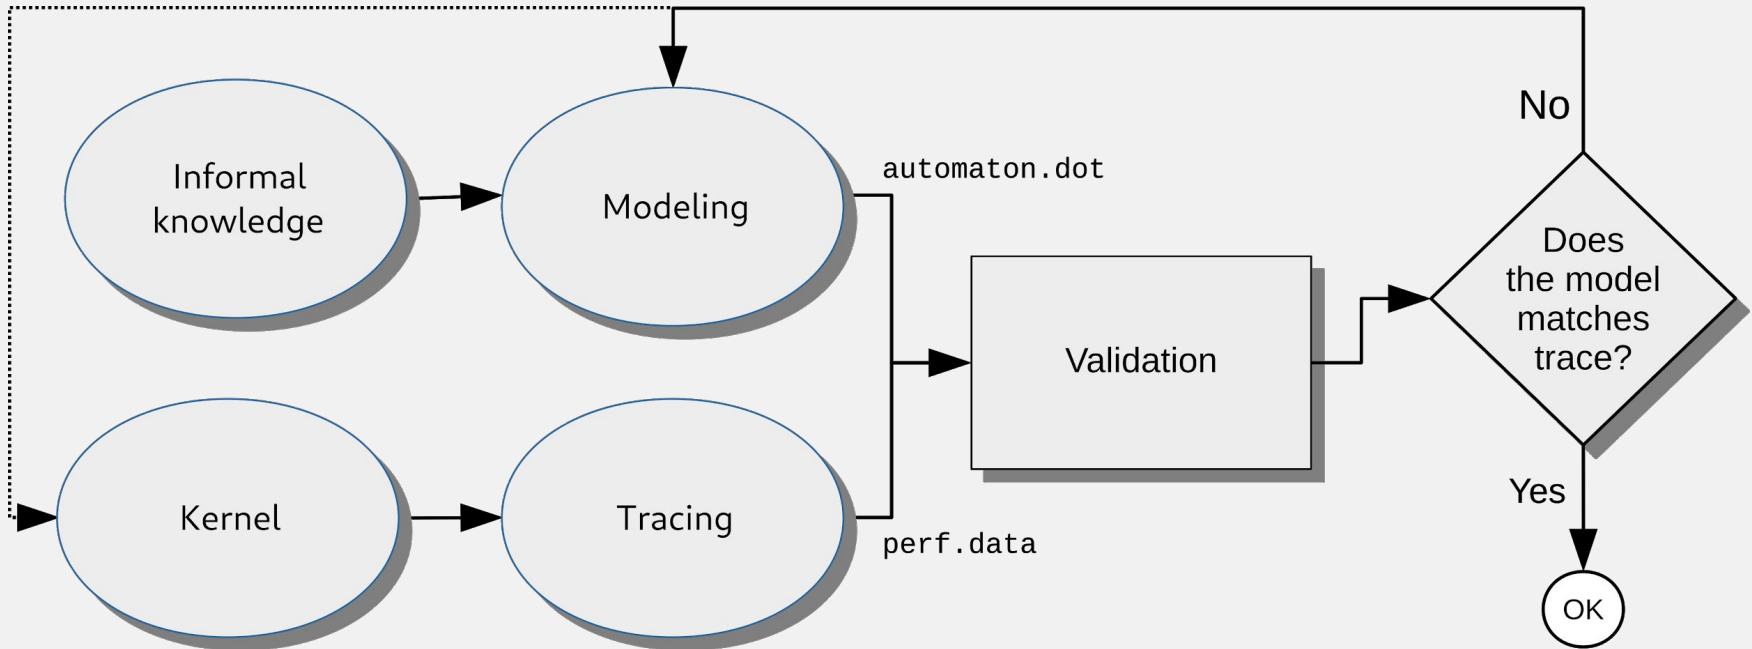 Informal
knowledge
Modeling
automaton.dot
Kernel
Tracing
perf.data
Validation
Does
the model
matches
trace?
No
Yes
OK